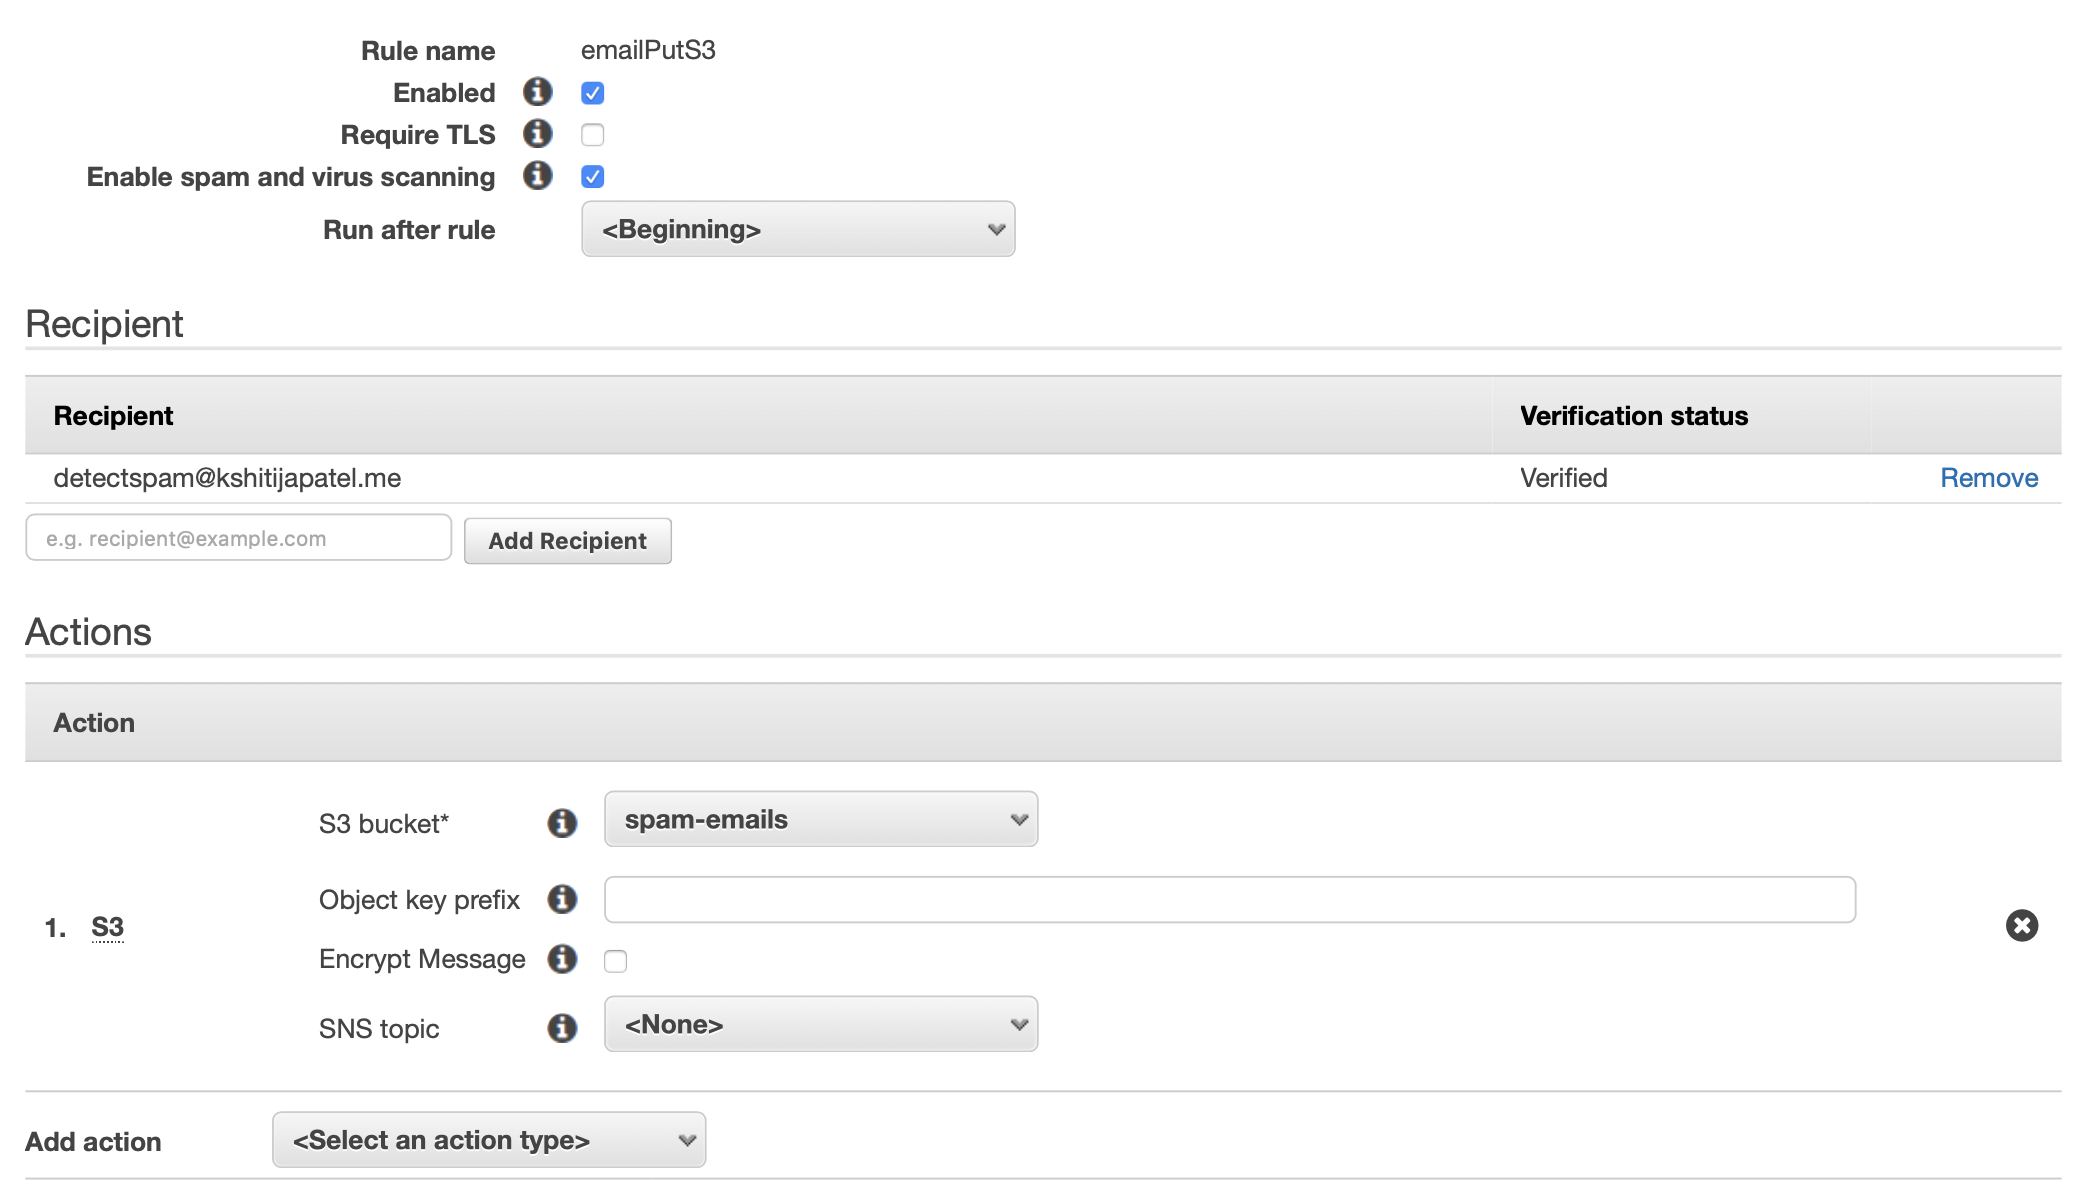 Rule name emailPutS3
Enabled
Require TLS
Enable spam and virus scanning
Run after rule <Beginning>
Recipient
Recipient Verification status
detectspam@kshitijapatel.me Verified Remove
e.g. recipient@example.com Add Recipient
Actions
Action
S3 bucket* spam-emails
Object key prefix
1. S3
Encrypt Message
SNS topic <None>
Add action <Select an action type>